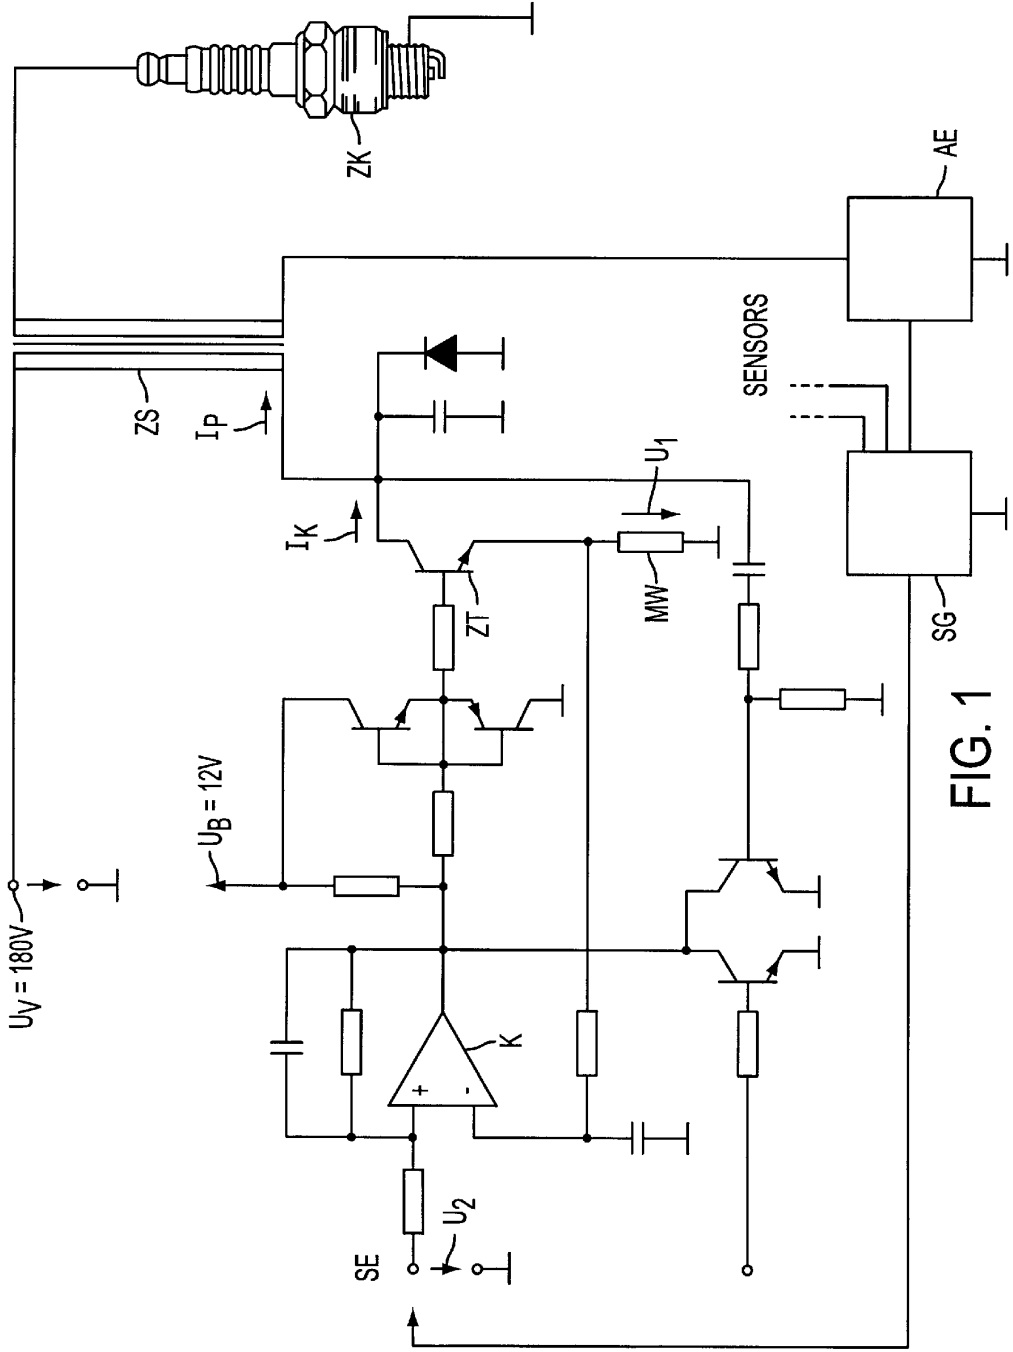 U_V = 180V
U_B = 12V
ZS
I_P
ZK
I_K
ZT
U_1
MW
SENSORS
AE
SG
K
+
-
SE
U_2
FIG. 1